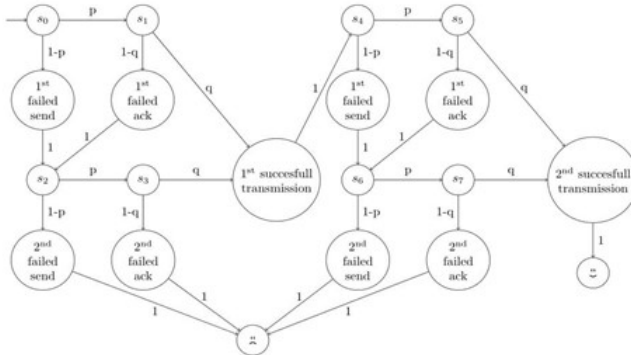 s0 p s1
s4 p s5
1-p 1-q
1-p 1-q
1st
failed
send
1st
failed
ack
q
1
1st
failed
send
1st
failed
ack
q
1 1
1 1
s2 p s3 q
1st succesfull
transmission
s6 p s7 q
2nd succesfull
transmission
1-p 1-q
1-p 1-q
1
2nd
failed
send
2nd
failed
ack
2nd
failed
send
2nd
failed
ack
1 1 1 1